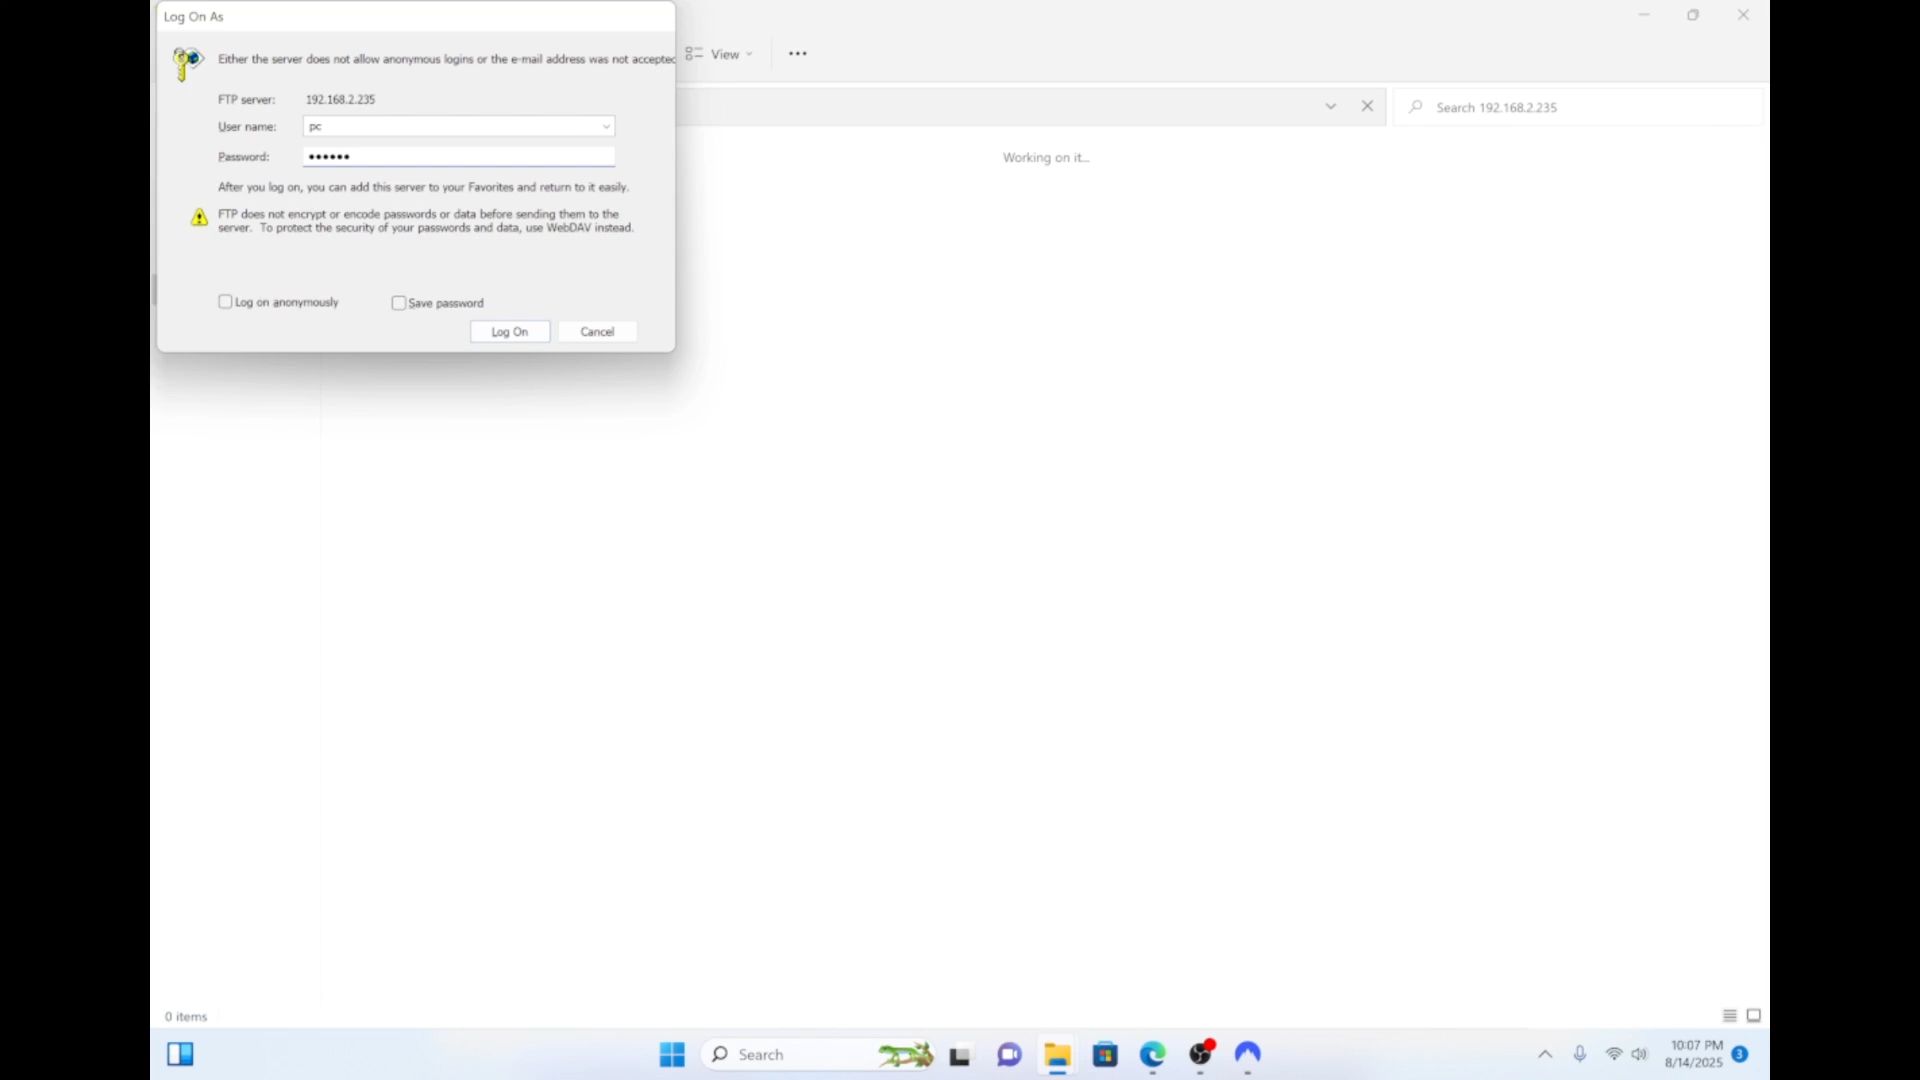 Log On As
Either the server does not allow anonymous logins or the e-mail address was not accepted
View
FTP server: 192.168.2.235
Search 192.168.2.235
User name: pc
Password: ••••••
Working on it...
After you log on, you can add this server to your Favorites and return to it easily.
FTP does not encrypt or encode passwords or data before sending them to the
server. To protect the security of your passwords and data, use WebDAV instead.
Log on anonymously
Save password
Log On
Cancel
0 items
Search
10:07 PM
8/14/2025
3